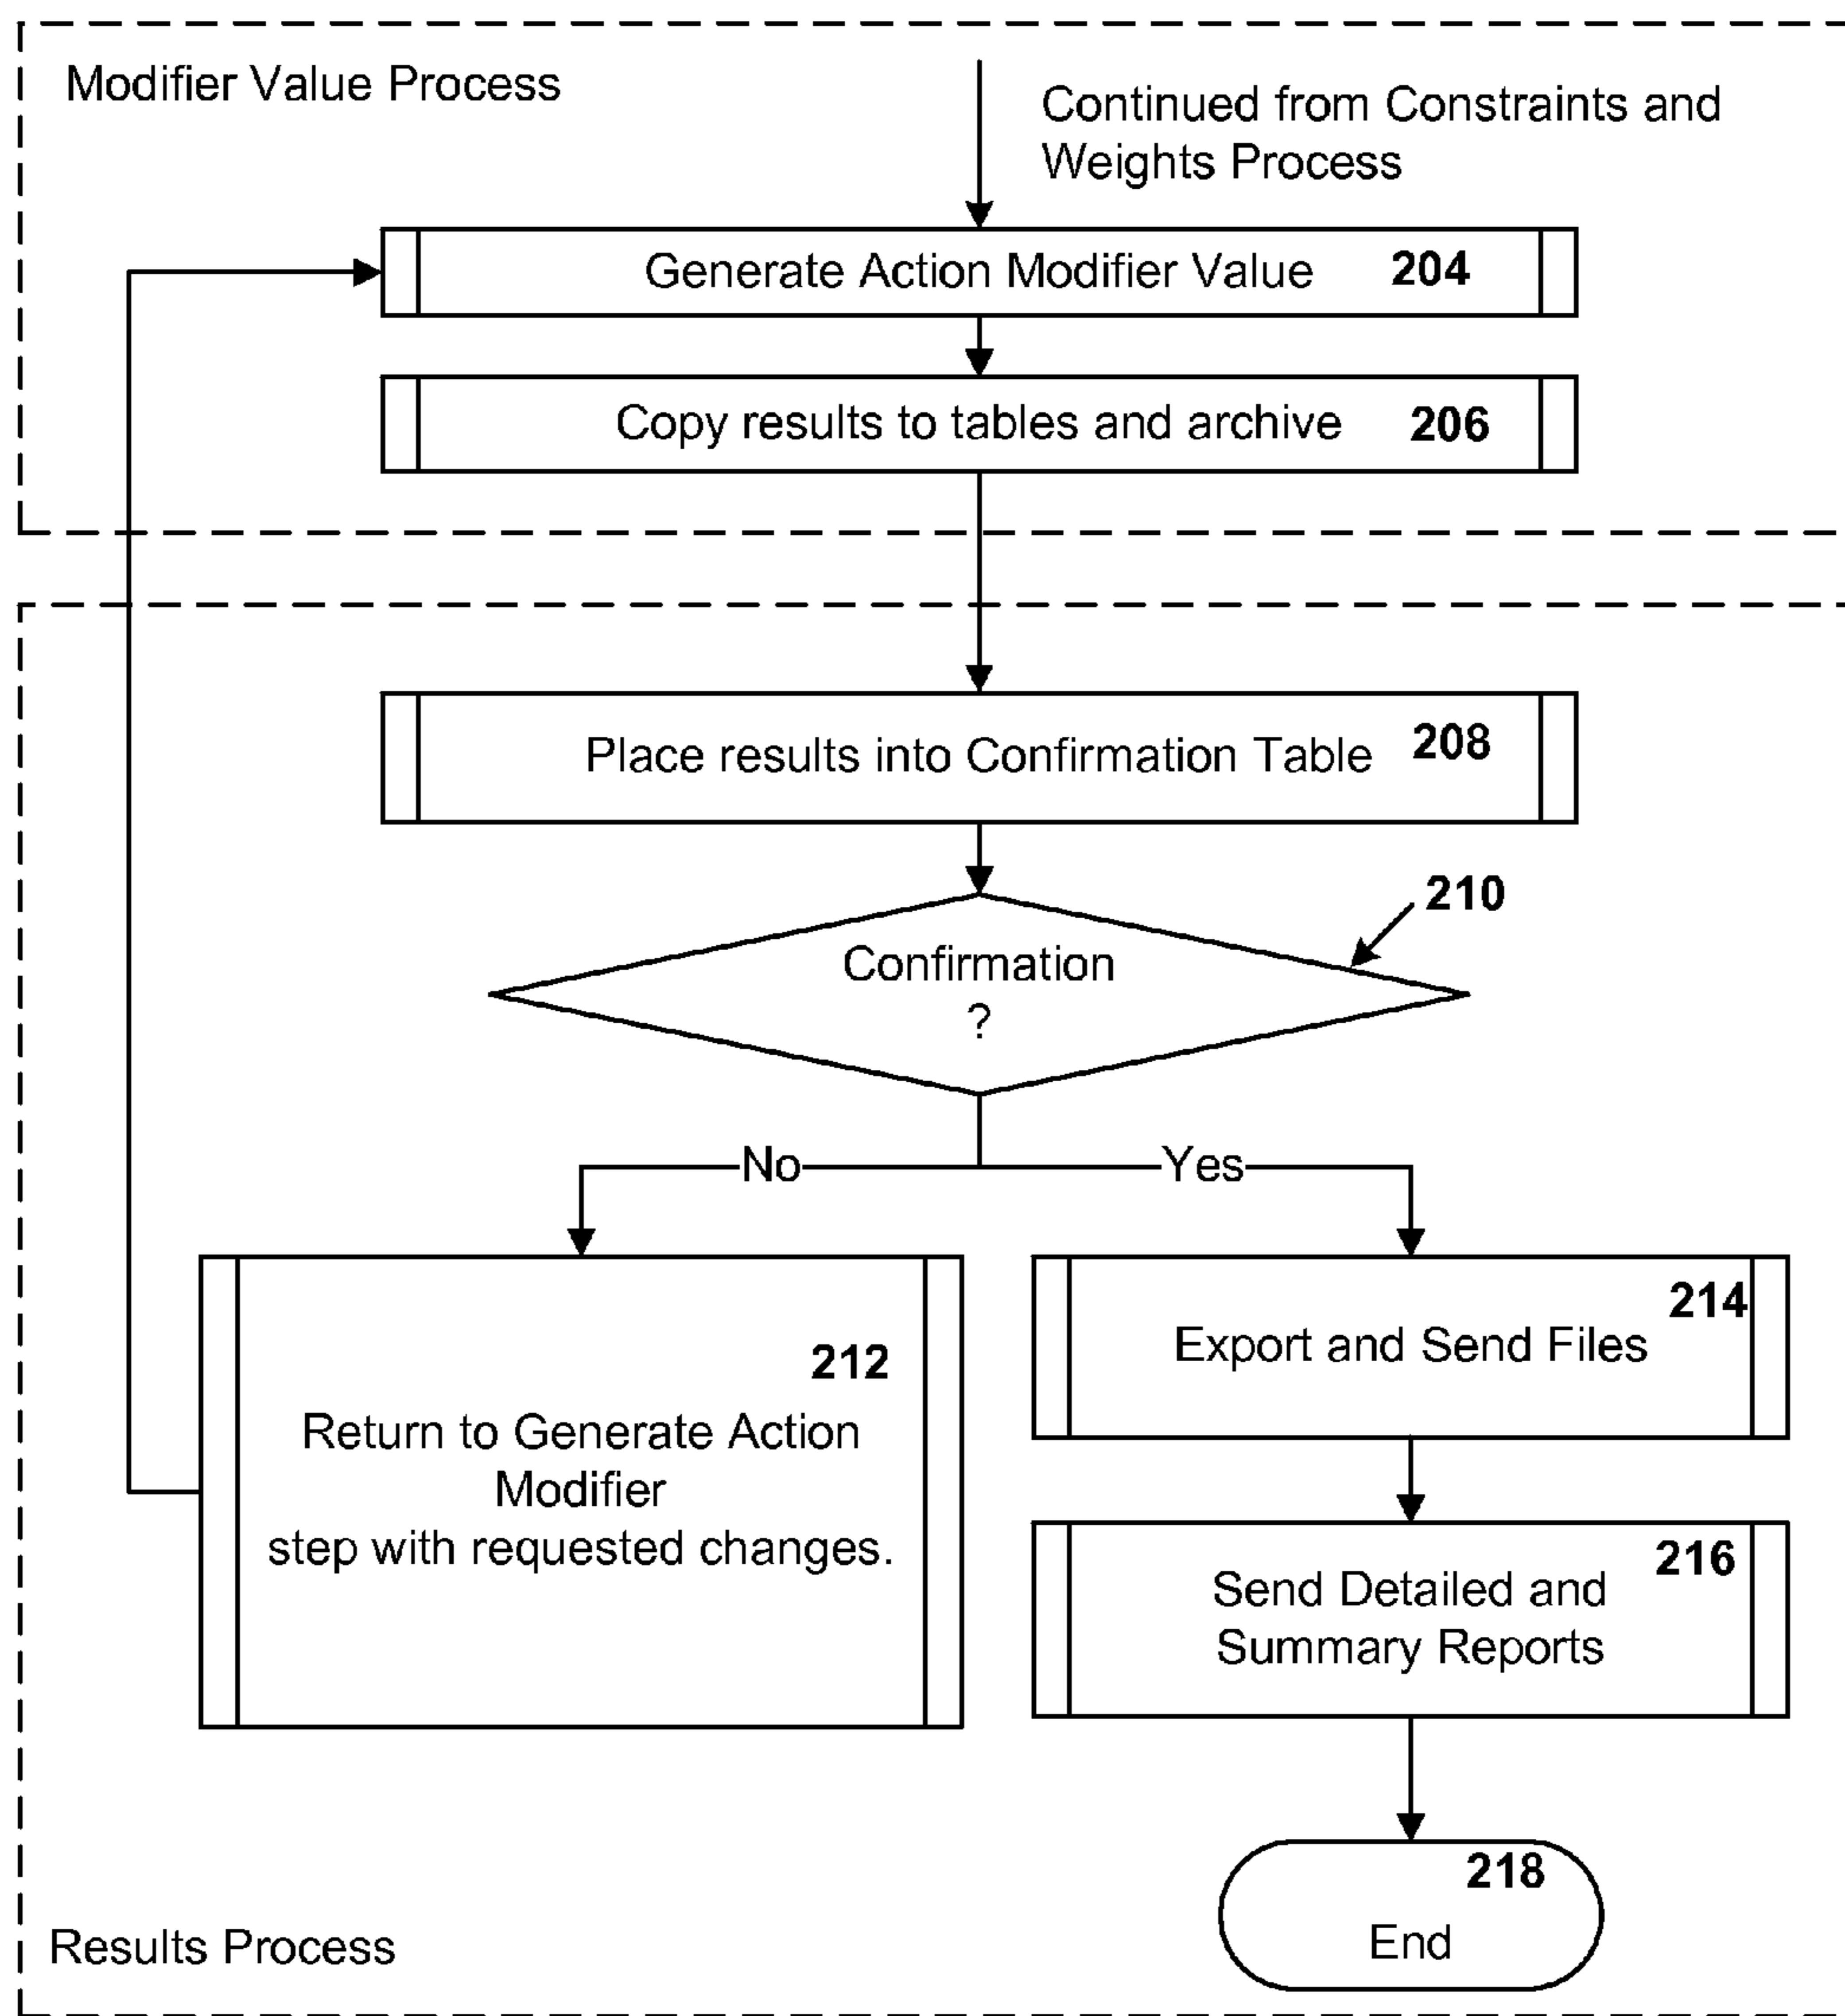 Modifier Value Process
Continued from Constraints and
Weights Process
Generate Action Modifier Value 204
Copy results to tables and archive 206
Place results into Confirmation Table 208
210
Confirmation
?
No
Yes
212
Return to Generate Action
Modifier
step with requested changes.
214
Export and Send Files
216
Send Detailed and
Summary Reports
218
End
Results Process